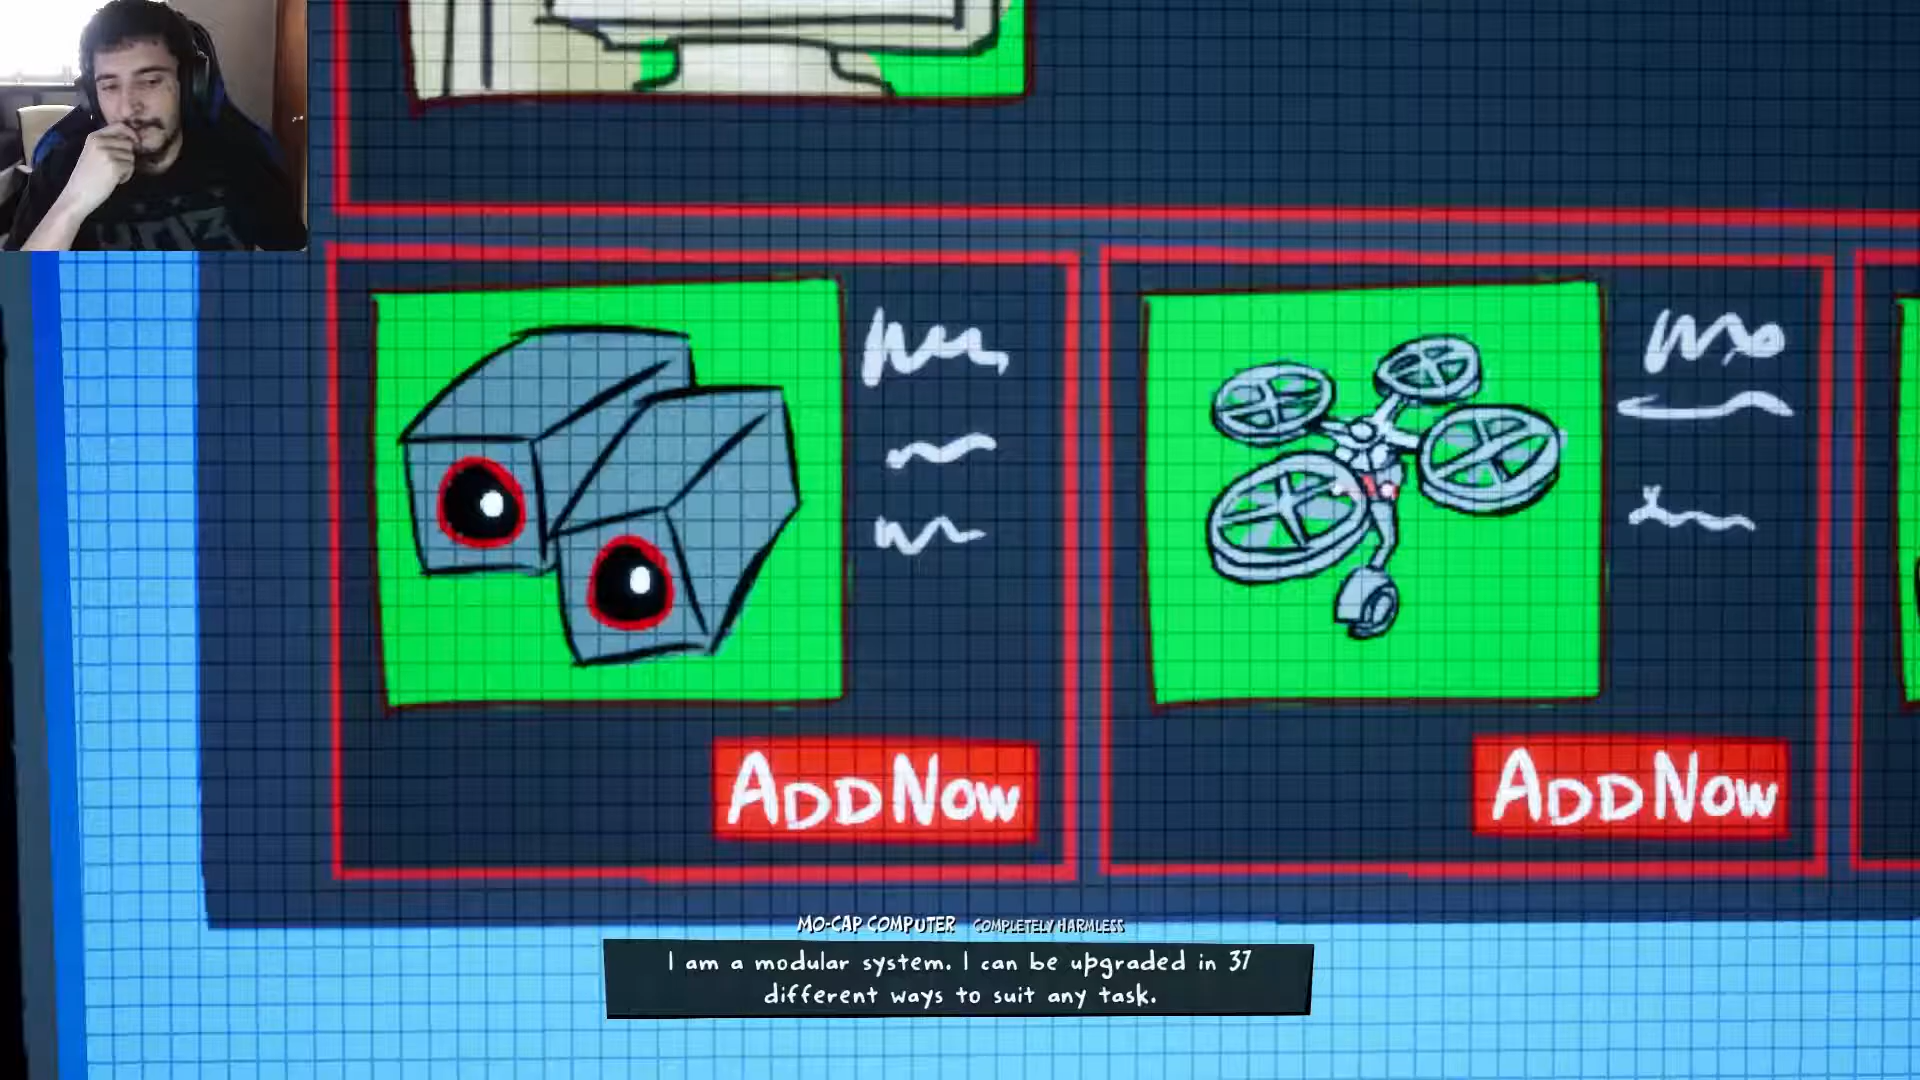 ADD NOW
ADD NOW
MO-CAP COMPUTER COMPLETELY HARMLESS
I am a modular system. I can be upgraded in 37
different ways to suit any task.